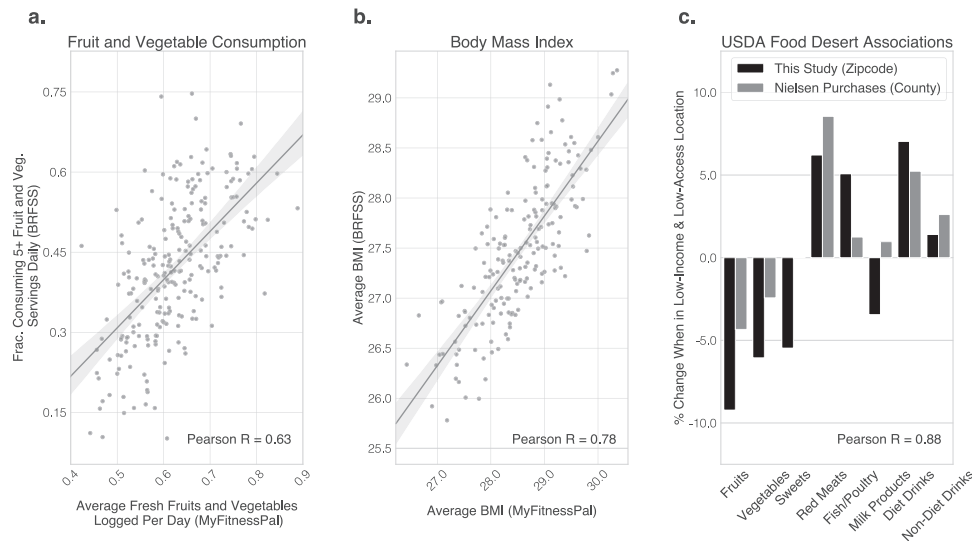 a.
Fruit and Vegetable Consumption
Frac. Consuming 5+ Fruit and Veg.
Servings Daily (BRFSS)
0.75
0.6
0.45
0.3
0.15
Pearson R = 0.63
0.4
0.5
0.6
0.7
0.8
0.9
Average Fresh Fruits and Vegetables
Logged Per Day (MyFitnessPal)
b.
Body Mass Index
Average BMI (BRFSS)
29.0
28.5
28.0
27.5
27.0
26.5
26.0
25.5
Pearson R = 0.78
27.0
28.0
29.0
30.0
Average BMI (MyFitnessPal)
c.
USDA Food Desert Associations
This Study (Zipcode)
Nielsen Purchases (County)
% Change When in Low-Income & Low-Access Location
10.0
5.0
0.0
-5.0
-10.0
Pearson R = 0.88
Fruits
Vegetables
Sweets
Red Meats
Fish/Poultry
Milk Products
Diet Drinks
Non-Diet Drinks